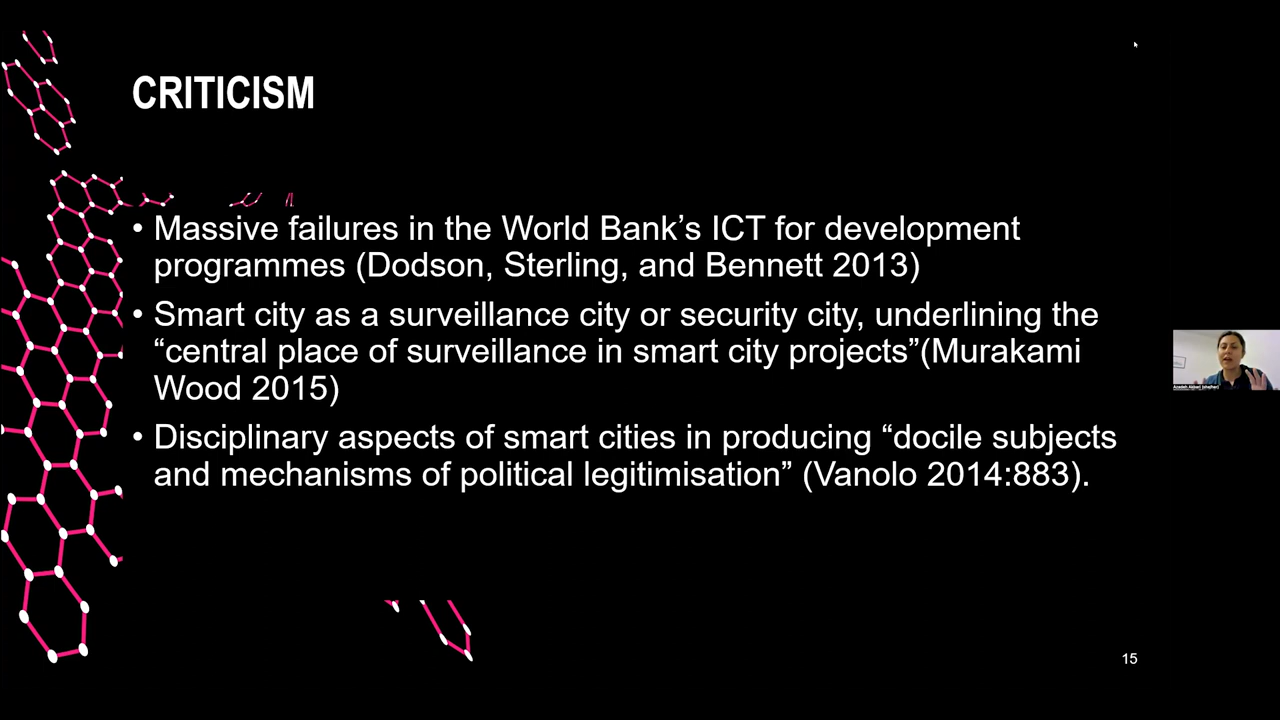 CRITICISM
• Massive failures in the World Bank’s ICT for development
programmes (Dodson, Sterling, and Bennett 2013)
• Smart city as a surveillance city or security city, underlining the
“central place of surveillance in smart city projects”(Murakami
Wood 2015)
• Disciplinary aspects of smart cities in producing “docile subjects
and mechanisms of political legitimisation” (Vanolo 2014:883).
15